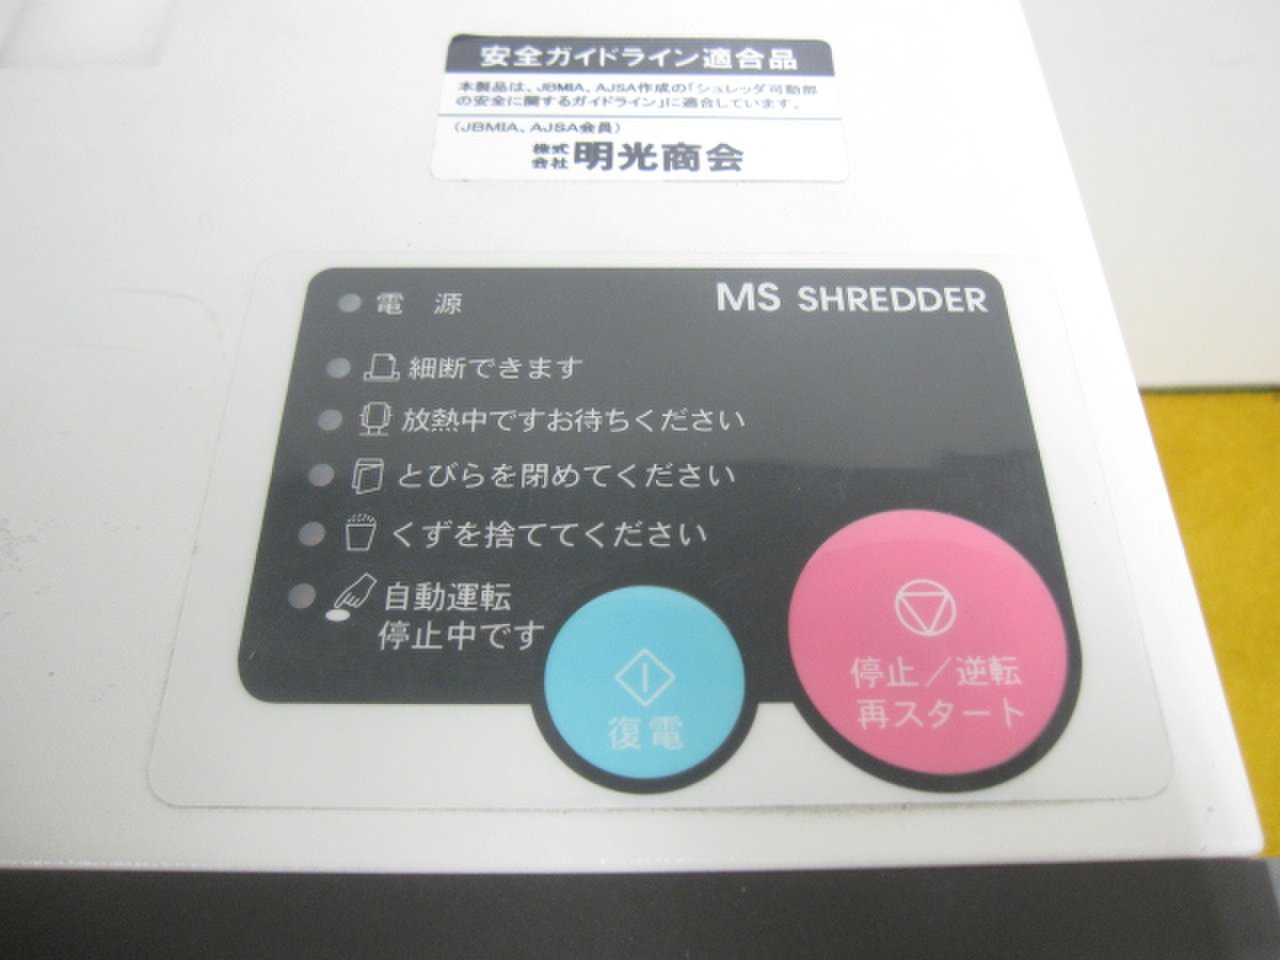 安全ガイドライン適合品
本製品は、JBMIA、AJSA作成の「シュレッダ可動部
の安全に関するガイドライン」に適合しています。
(JBMIA、AJSA会員)
株式会社 明光商会
電 源
MS SHREDDER
細断できます
放熱中ですお待ちください
とびらを閉めてください
くずを捨ててください
自動運転
停止中です
復電
停止/逆転
再スタート